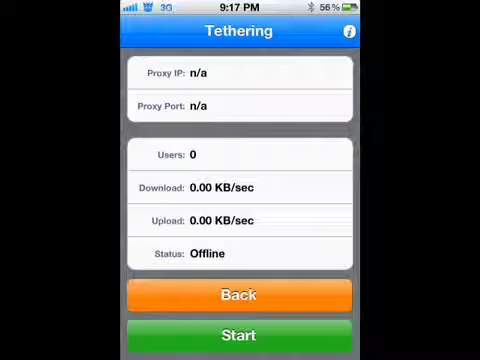 3G 9:17 PM 56%
Tethering
Proxy IP: n/a
Proxy Port: n/a
Users: 0
Download: 0.00 KB/sec
Upload: 0.00 KB/sec
Status: Offline
Back
Start